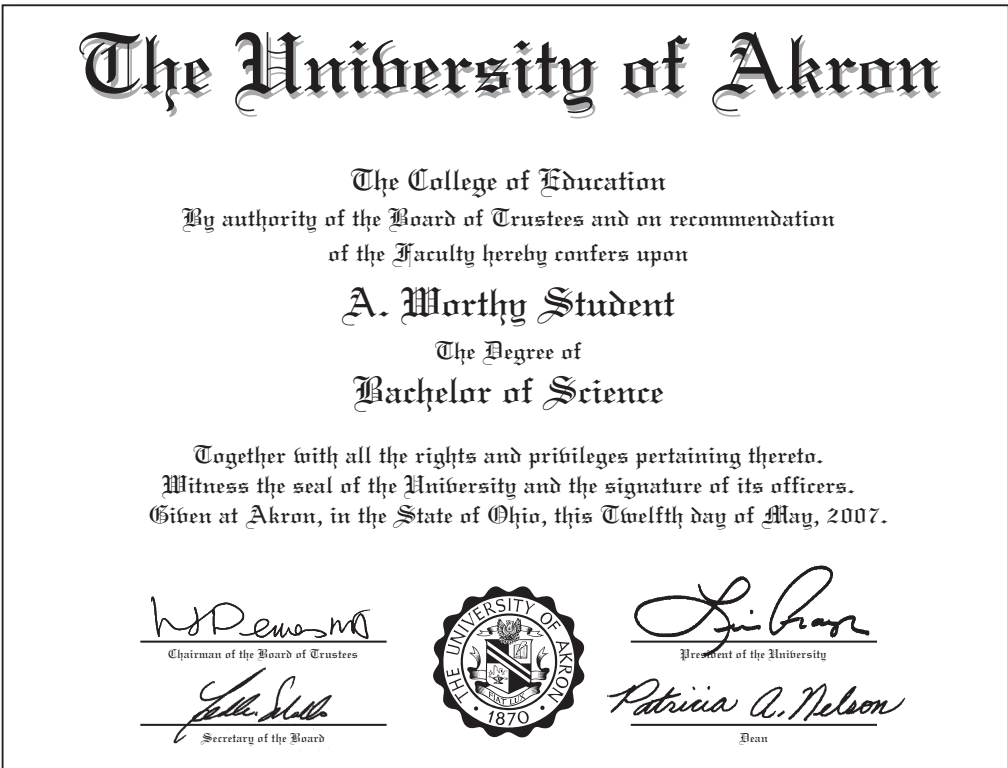 The University of Akron
The College of Education
By authority of the Board of Trustees and on recommendation
of the Faculty hereby confers upon
A. Worthy Student
The Degree of
Bachelor of Science
Together with all the rights and privileges pertaining thereto.
Witness the seal of the University and the signature of its officers.
Given at Akron, in the State of Ohio, this Twelfth day of May, 2007.
Chairman of the Board of Trustees
THE UNIVERSITY OF AKRON
FIAT LUX
• 1870 •
President of the University
Secretary of the Board
Patricia A. Nelson
Dean